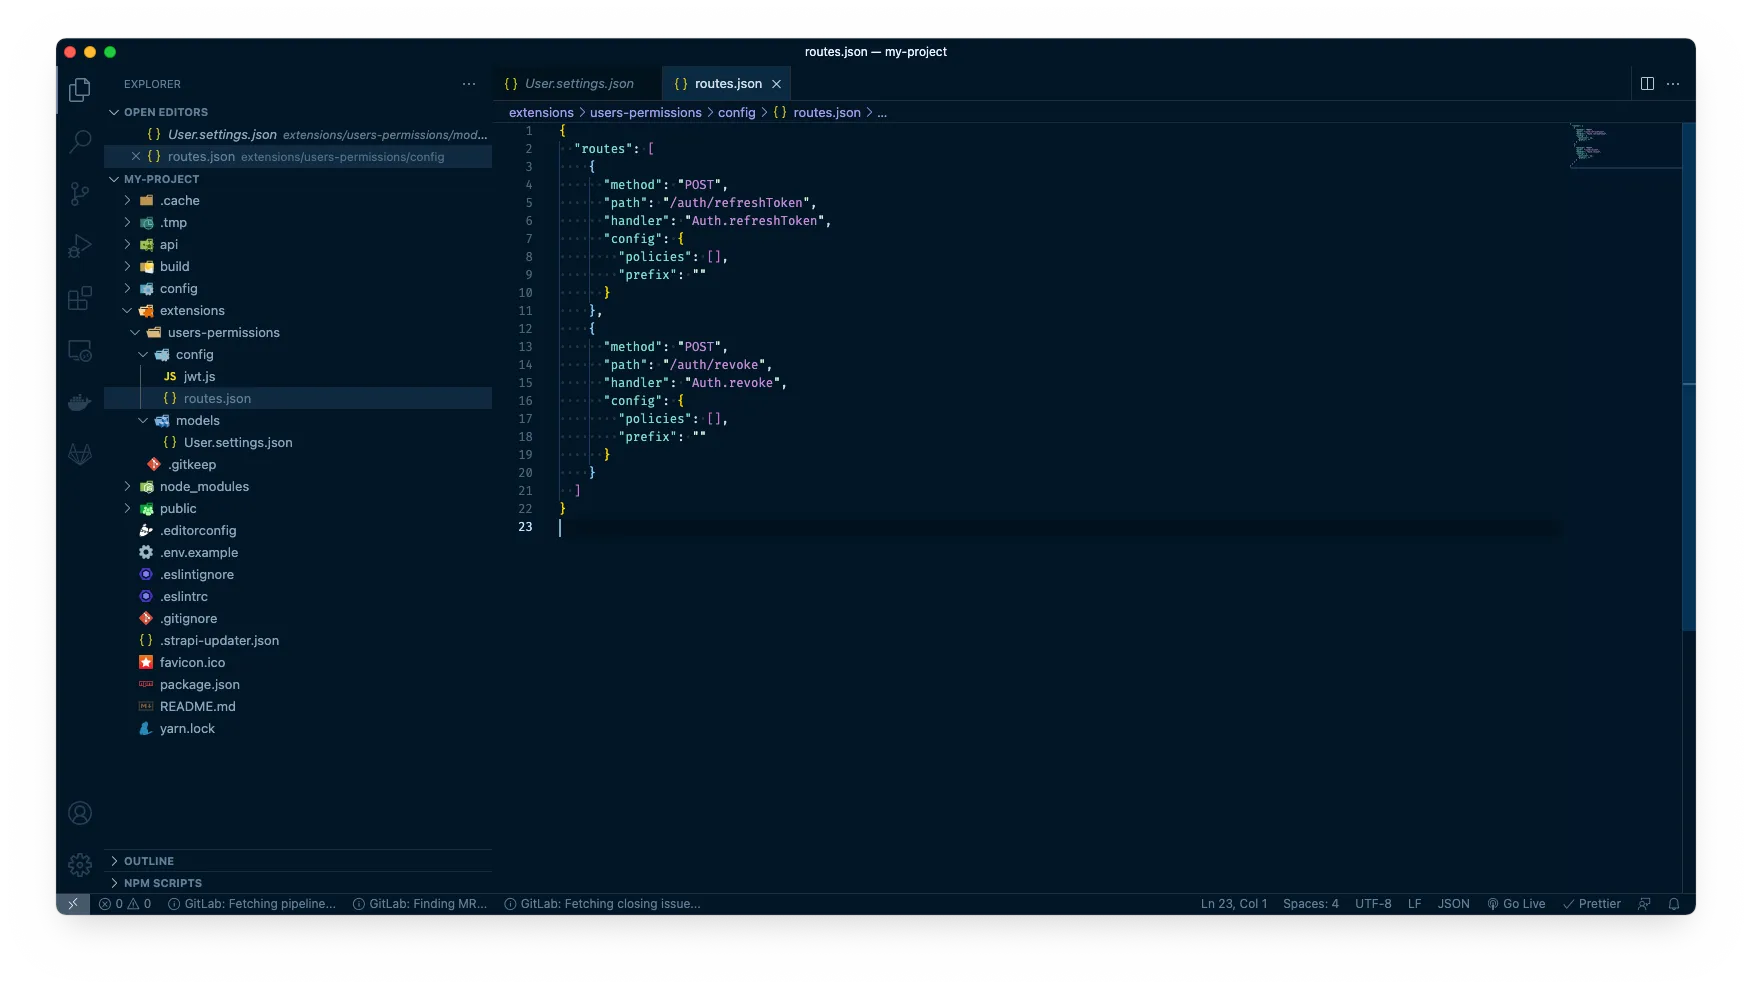 routes.json — my-project
EXPLORER
OPEN EDITORS
User.settings.json extensions/users-permissions/mod...
routes.json extensions/users-permissions/config
MY-PROJECT
.cache
.tmp
api
build
config
extensions
users-permissions
config
JS jwt.js
{} routes.json
models
{} User.settings.json
.gitkeep
node_modules
public
.editorconfig
.env.example
.eslintignore
.eslintrc
.gitignore
{} .strapi-updater.json
favicon.ico
package.json
README.md
yarn.lock
OUTLINE
NPM SCRIPTS
{} User.settings.json
{} routes.json
extensions > users-permissions > config > {} routes.json > ...
1 {
2 "routes": [
3 {
4 "method": "POST",
5 "path": "/auth/refreshToken",
6 "handler": "Auth.refreshToken",
7 "config": {
8 "policies": [],
9 "prefix": ""
10 }
11 },
12 {
13 "method": "POST",
14 "path": "/auth/revoke",
15 "handler": "Auth.revoke",
16 "config": {
17 "policies": [],
18 "prefix": ""
19 }
20 }
21 ]
22 }
23
0 0 GitLab: Fetching pipeline... GitLab: Finding MR... GitLab: Fetching closing issue... Ln 23, Col 1 Spaces: 4 UTF-8 LF JSON Go Live Prettier